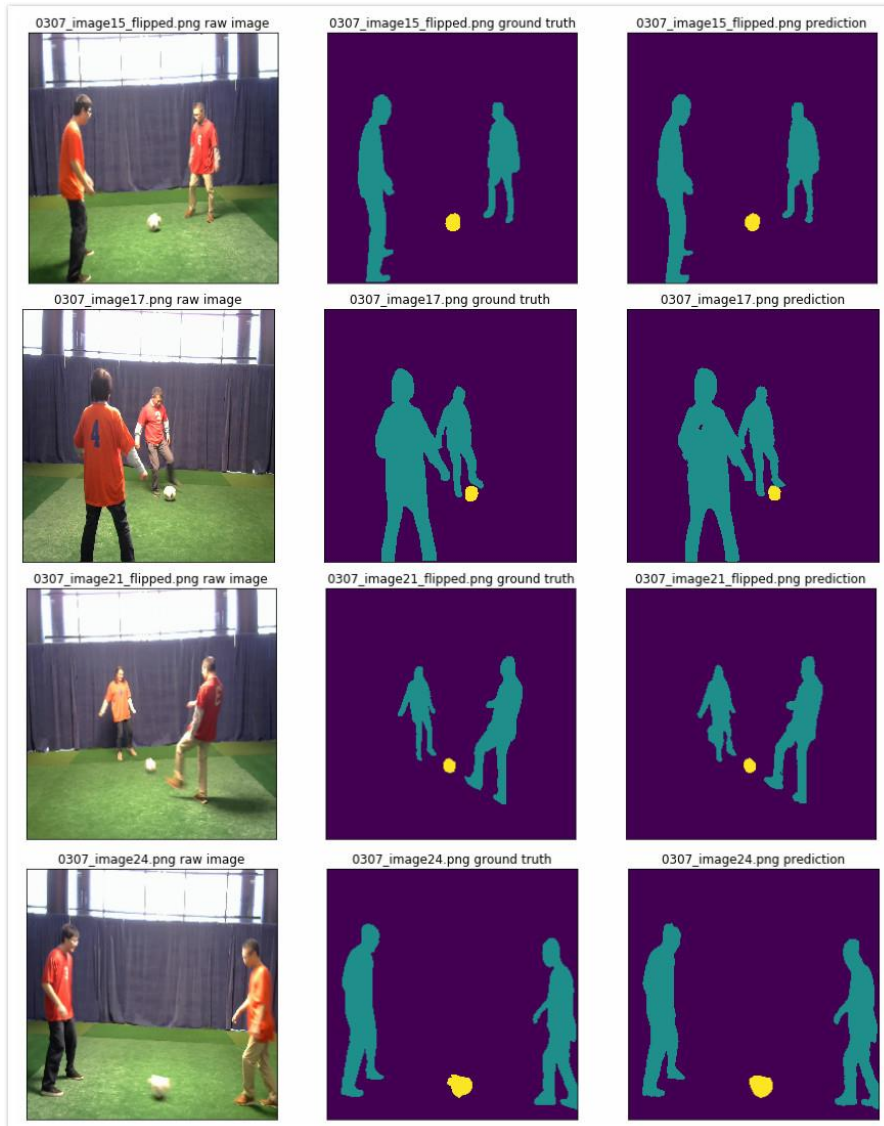 0307_image15_flipped.png raw image
0307_image15_flipped.png ground truth
0307_image15_flipped.png prediction
0307_image17.png raw image
0307_image17.png ground truth
0307_image17.png prediction
4
0307_image21_flipped.png raw image
0307_image21_flipped.png ground truth
0307_image21_flipped.png prediction
0307_image24.png raw image
0307_image24.png ground truth
0307_image24.png prediction